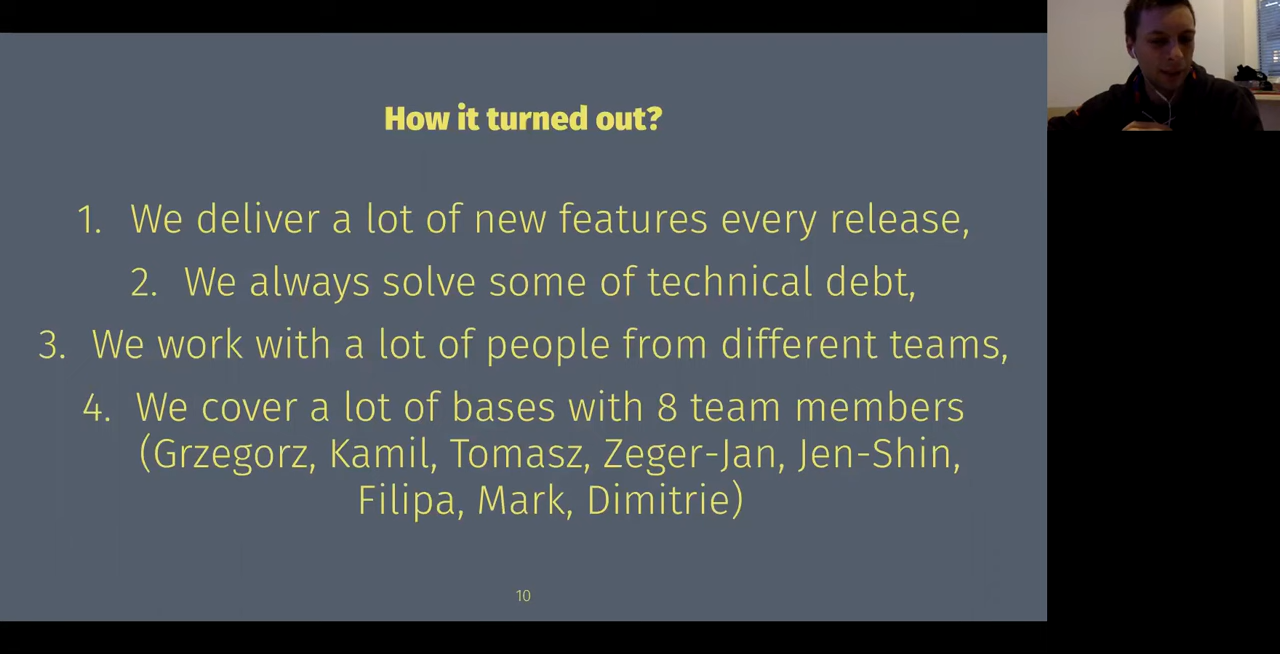 How it turned out?
1. We deliver a lot of new features every release,
2. We always solve some of technical debt,
3. We work with a lot of people from different teams,
4. We cover a lot of bases with 8 team members
(Grzegorz, Kamil, Tomasz, Zeger-Jan, Jen-Shin,
Filipa, Mark, Dimitrie)
10